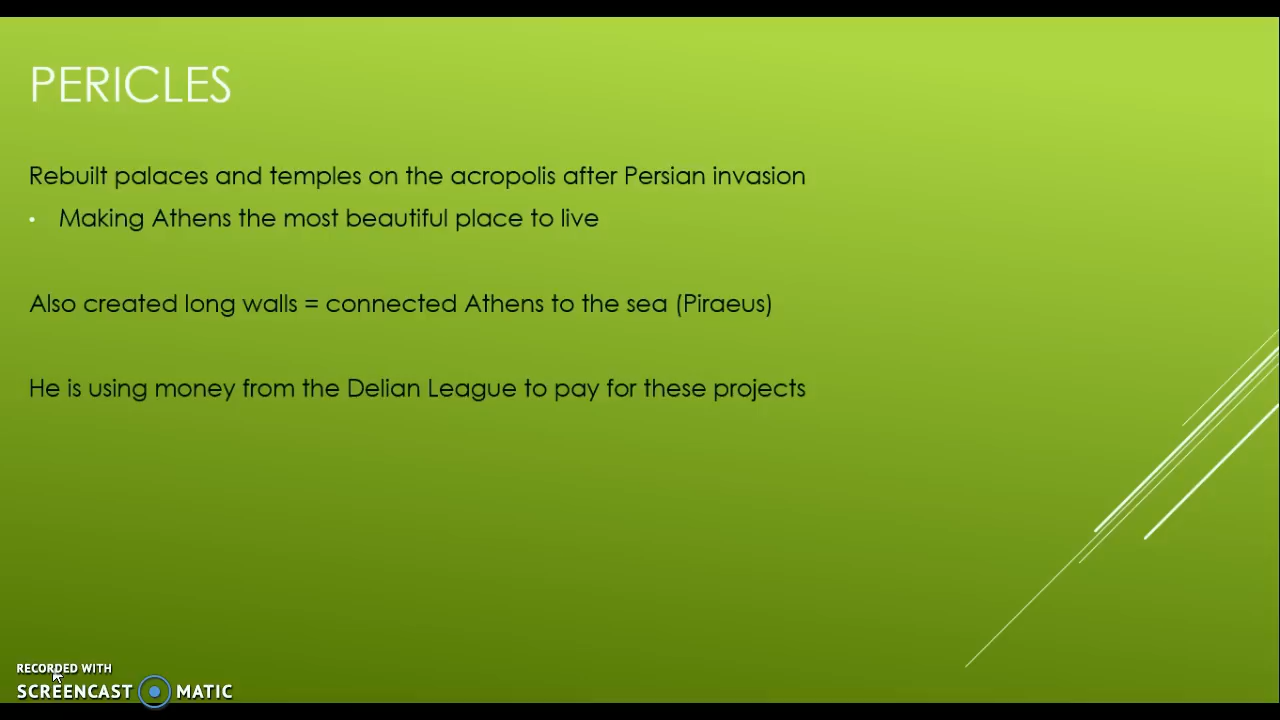 PERICLES
Rebuilt palaces and temples on the acropolis after Persian invasion
• Making Athens the most beautiful place to live
Also created long walls = connected Athens to the sea (Piraeus)
He is using money from the Delian League to pay for these projects
RECORDED WITH
SCREENCAST MATIC